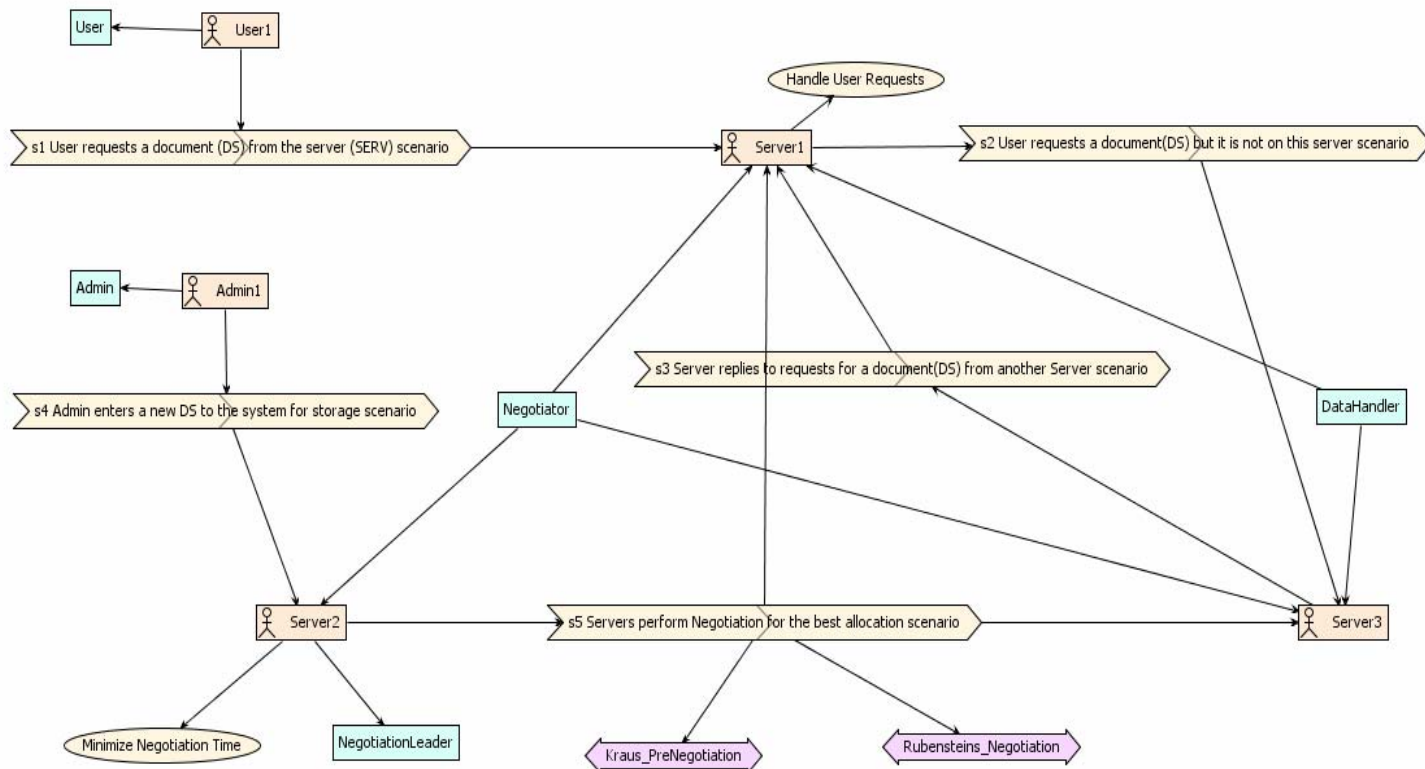 User
User1
Handle User Requests
s1 User requests a document (DS) from the server (SERV) scenario
Server1
s2 User requests a document(DS) but it is not on this server scenario
Admin
Admin1
s3 Server replies to requests for a document(DS) from another Server scenario
s4 Admin enters a new DS to the system for storage scenario
Negotiator
DataHandler
Server2
s5 Servers perform Negotiation for the best allocation scenario
Server3
Minimize Negotiation Time
NegotiationLeader
Kraus_PreNegotiation
Rubensteins_Negotiation